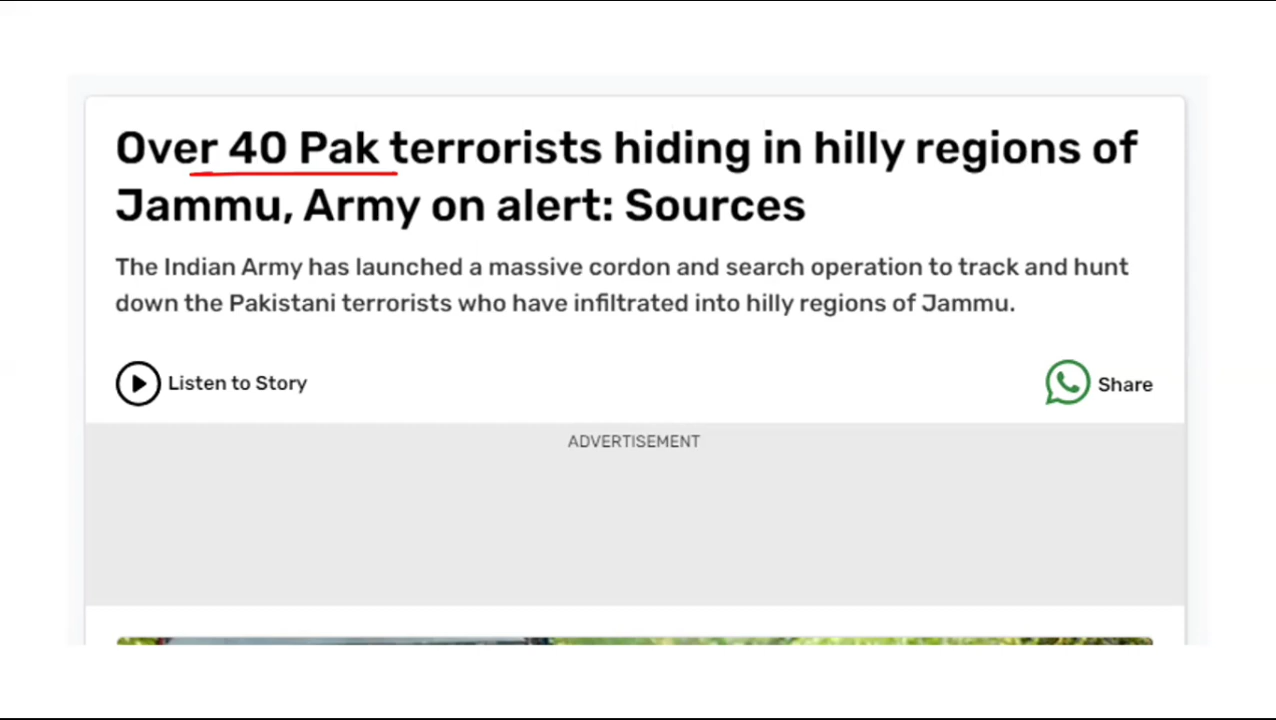 Over 40 Pak terrorists hiding in hilly regions of
Jammu, Army on alert: Sources
The Indian Army has launched a massive cordon and search operation to track and hunt
down the Pakistani terrorists who have infiltrated into hilly regions of Jammu.
Listen to Story
Share
ADVERTISEMENT